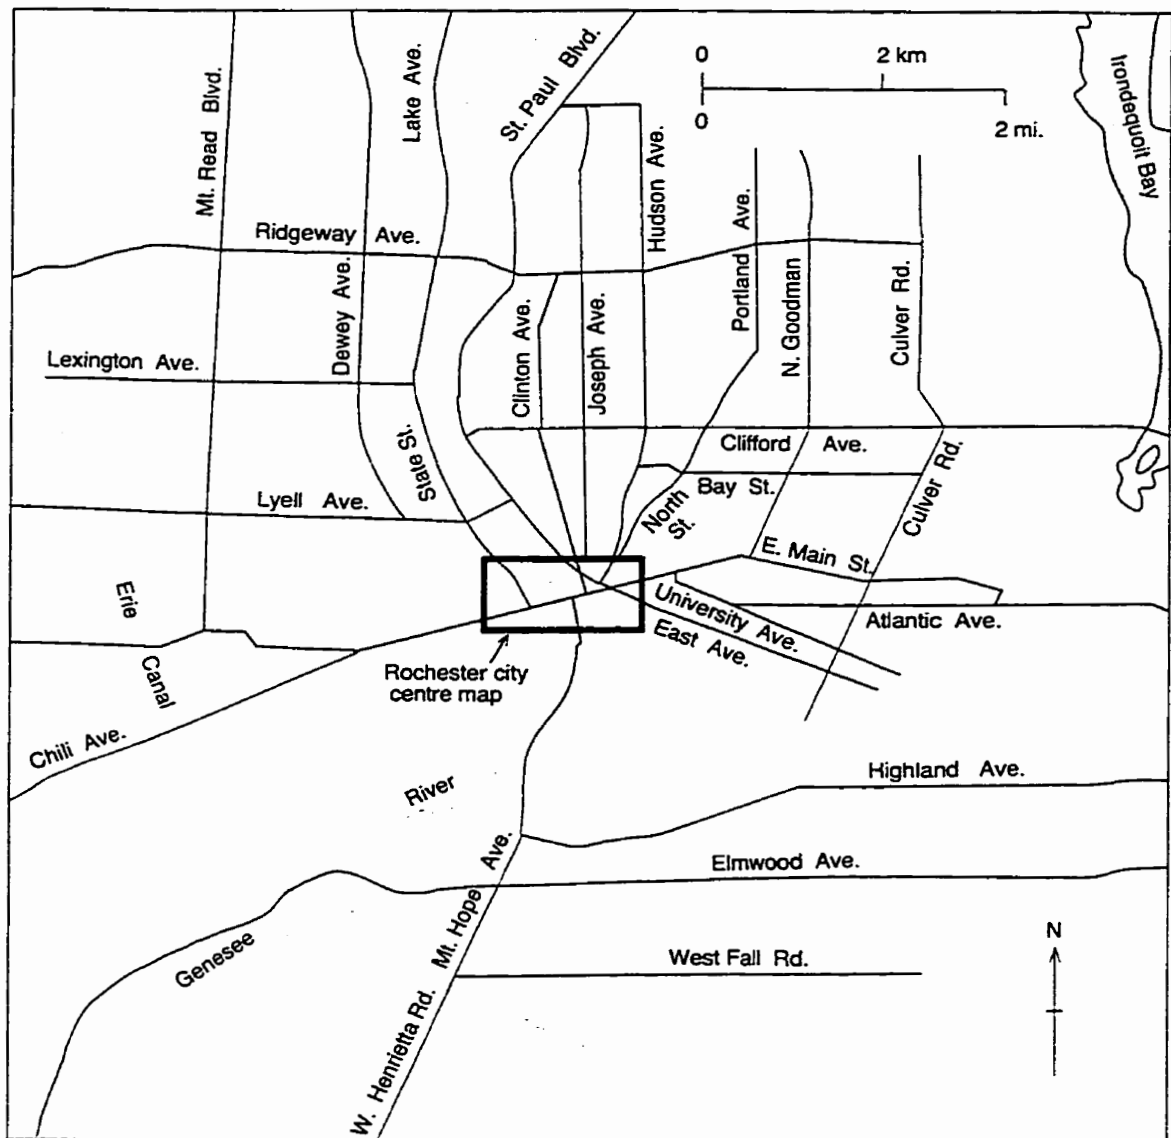 0
2 km
0
2 mi.
Mt. Read Blvd.
Lake Ave.
St. Paul Blvd.
Hudson Ave.
Portland Ave.
Irondequoit Bay
Ridgeway Ave.
Dewey Ave.
Clinton Ave.
Joseph Ave.
N. Goodman
Culver Rd.
Lexington Ave.
State St.
Clifford Ave.
Culver Rd.
Lyell Ave.
North
St.
Bay St.
E. Main St.
Erie
Canal
University Ave.
East Ave.
Atlantic Ave.
Rochester city
centre map
Chili Ave.
River
Highland Ave.
Elmwood Ave.
Genesee
Mt. Hope Ave.
West Fall Rd.
N
W. Henrietta Rd.